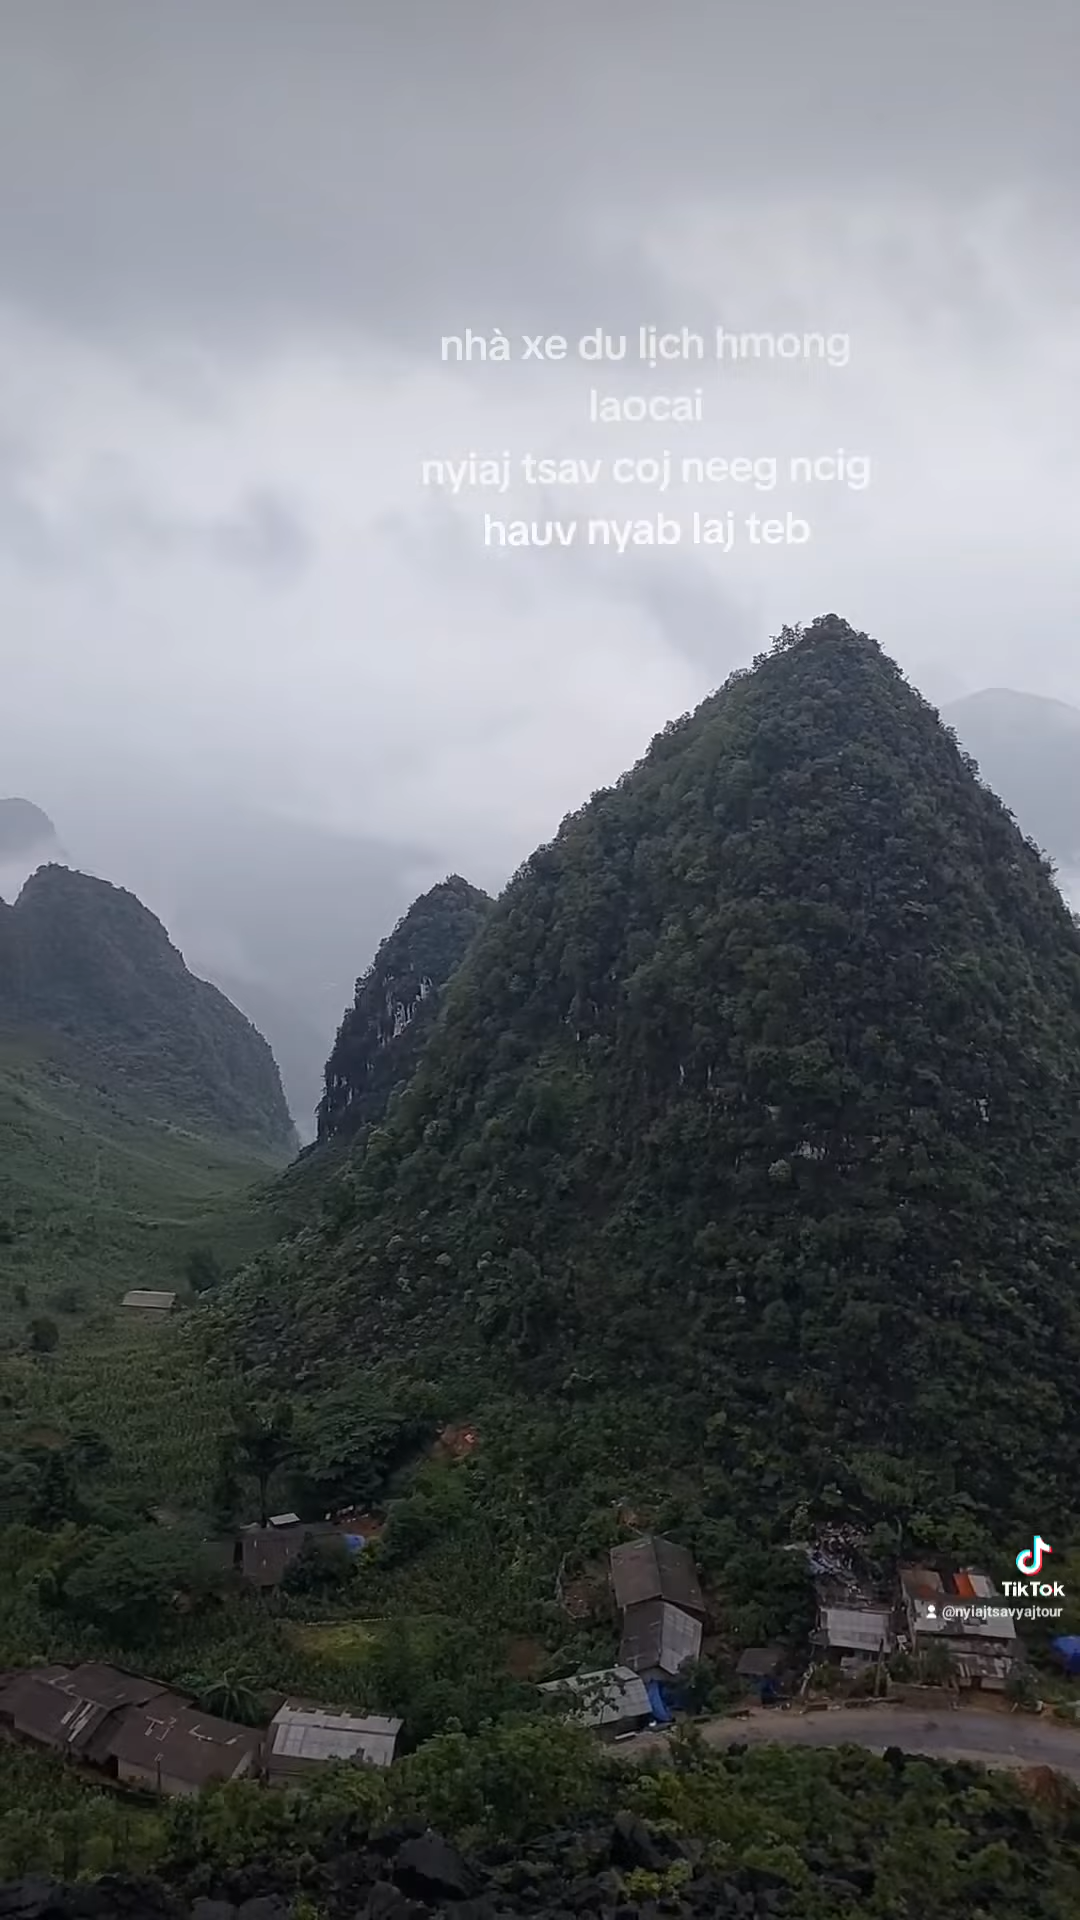 nhà xe du lịch hmong
laocai
nyiaj tsav coj neeg ncig
hauv nyab laj teb
TikTok
@nyiajtsavyajtour